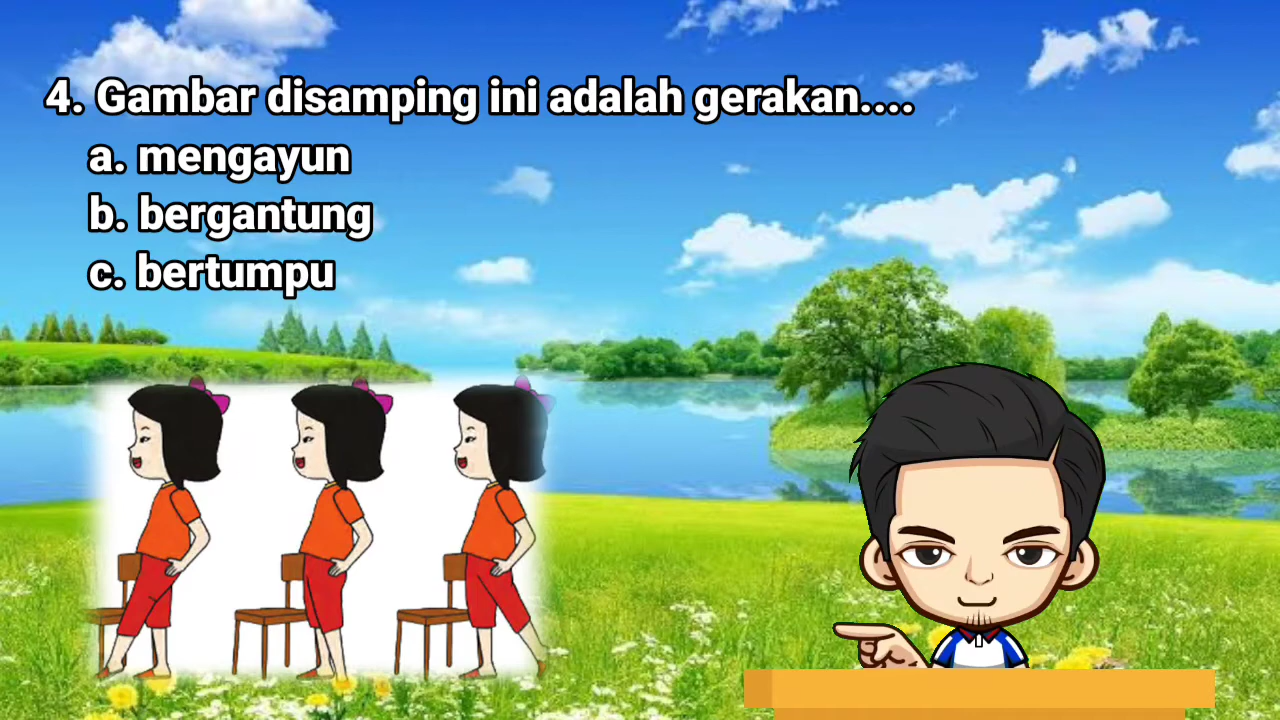 4. Gambar disamping ini adalah gerakan....
a. mengayun
b. bergantung
c. bertumpu